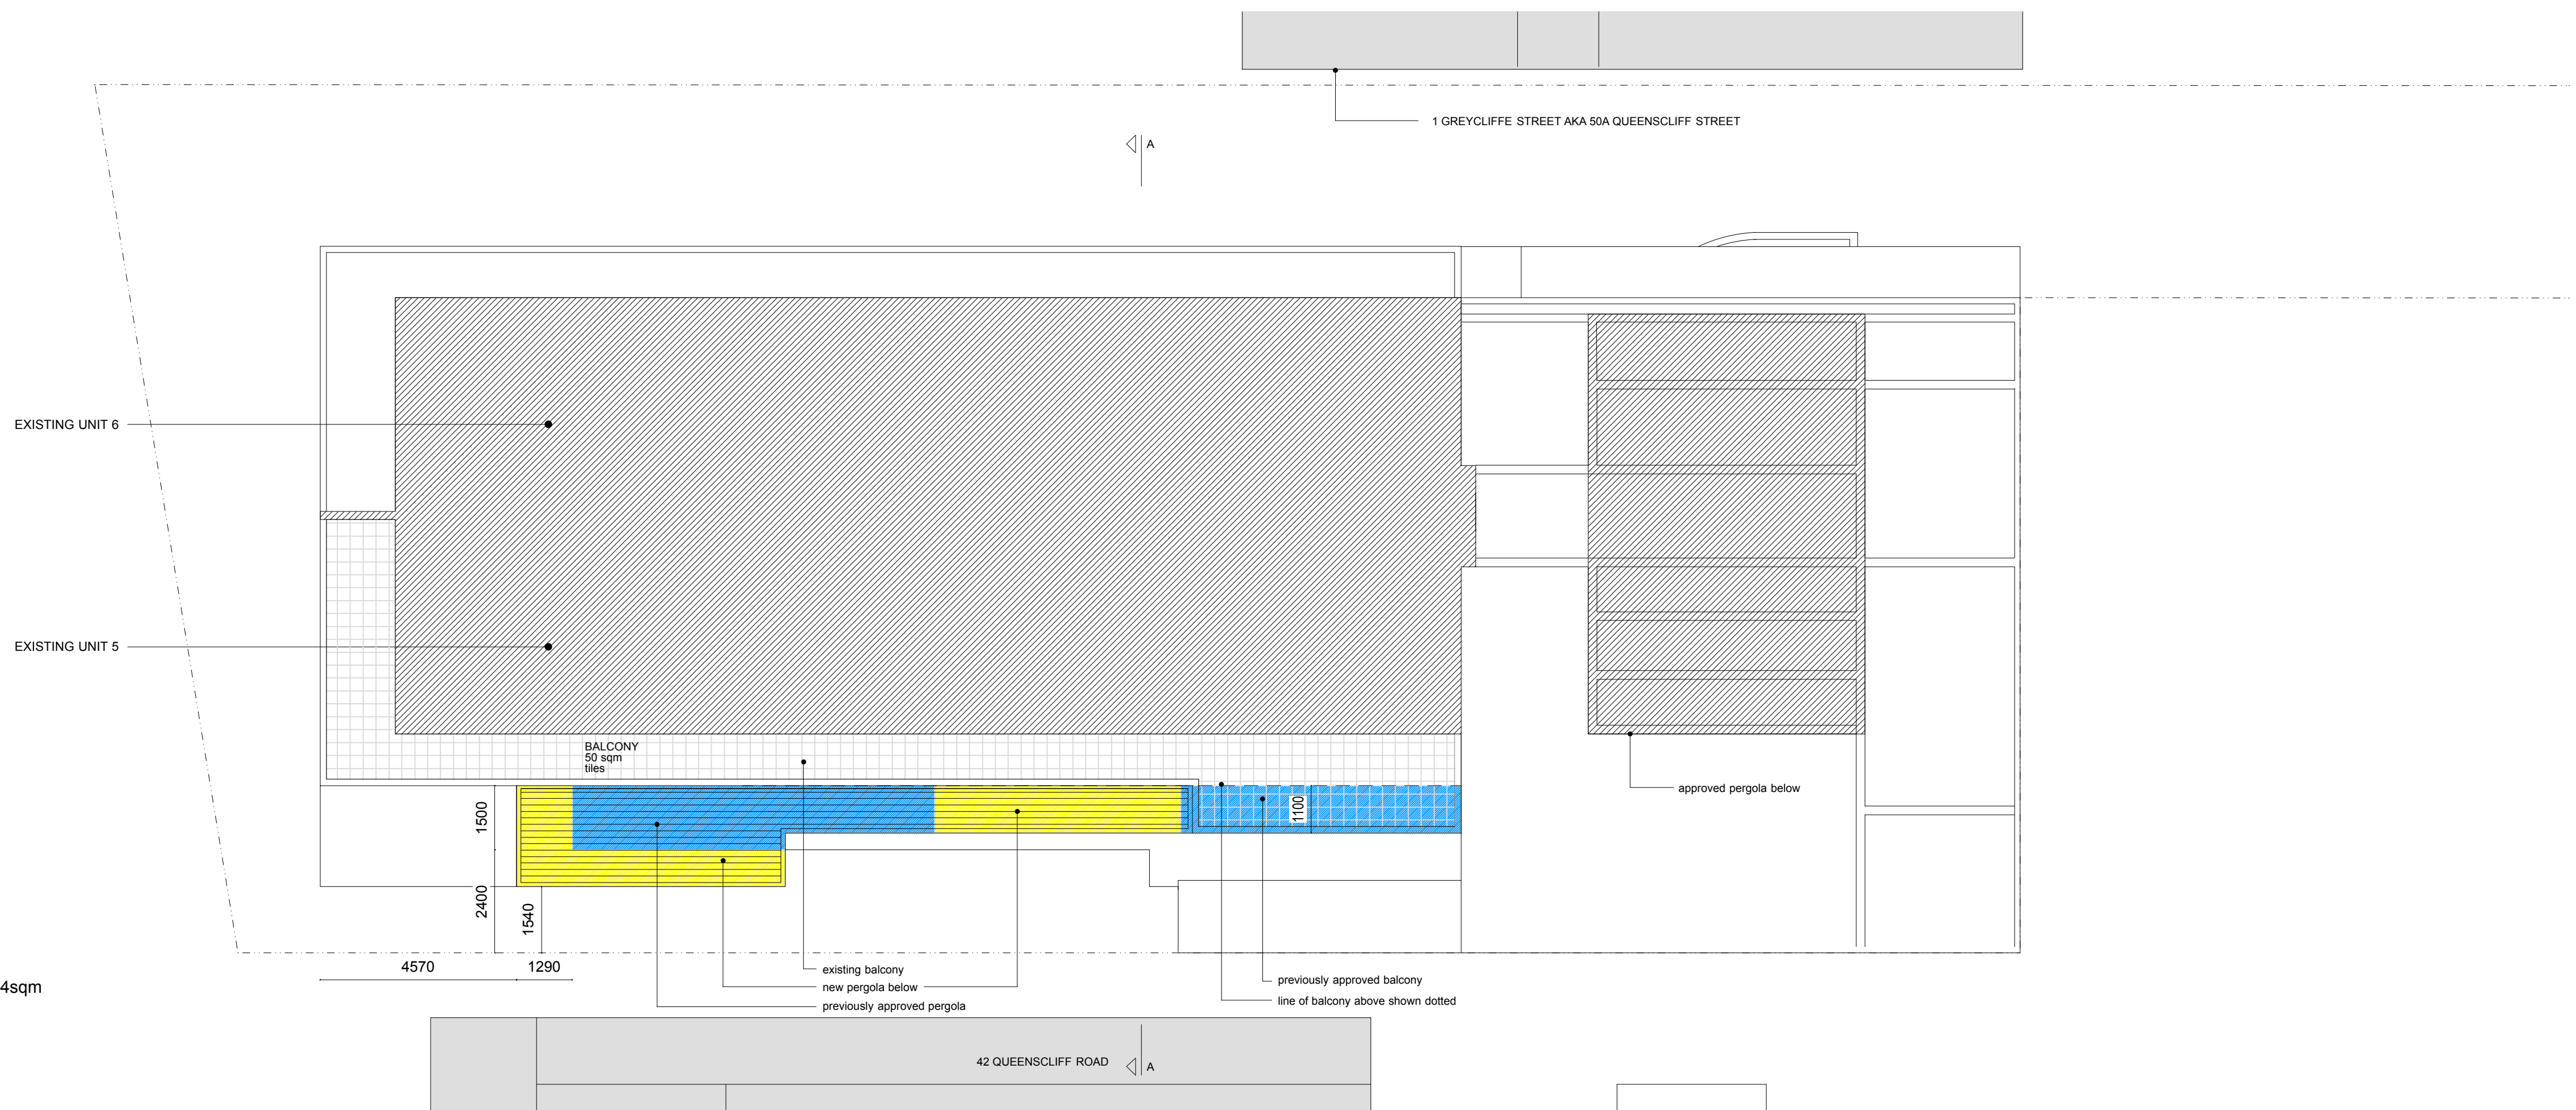 1 GREYCLIFFE STREET AKA 50A QUEENSCLIFF STREET
A
EXISTING UNIT 6
EXISTING UNIT 5
BALCONY
50 sqm
tiles
approved pergola below
1500
1100
2400
1540
4570
1290
existing balcony
new pergola below
previously approved pergola
previously approved balcony
line of balcony above shown dotted
4sqm
42 QUEENSCLIFF ROAD
A